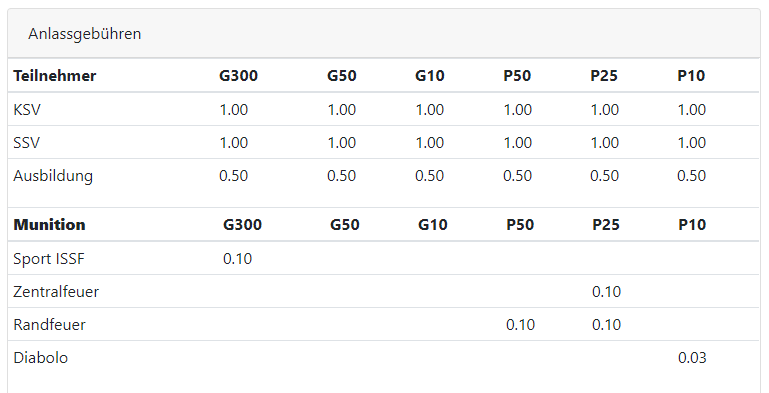 Anlassgebühren
Teilnehmer G300 G50 G10 P50 P25 P10
KSV 1.00 1.00 1.00 1.00 1.00 1.00
SSV 1.00 1.00 1.00 1.00 1.00 1.00
Ausbildung 0.50 0.50 0.50 0.50 0.50 0.50
Munition G300 G50 G10 P50 P25 P10
Sport ISSF 0.10
Zentralfeuer 0.10
Randfeuer 0.10 0.10
Diabolo 0.03